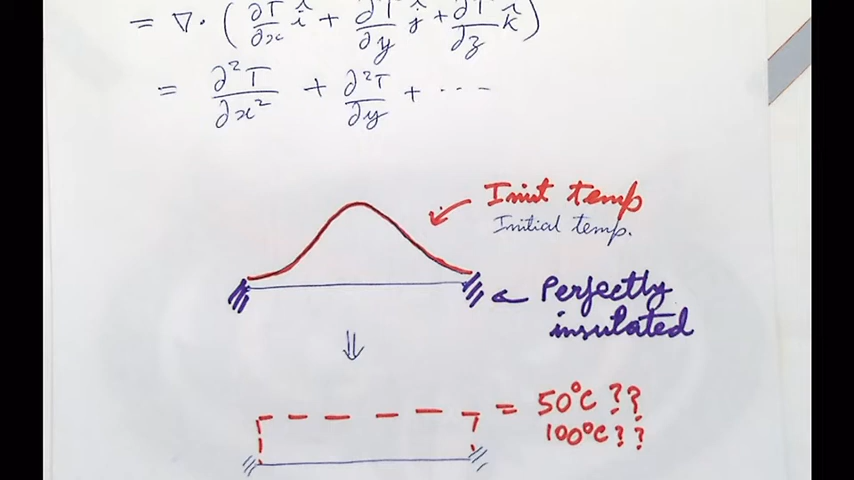 = ∇· ( ∂T/∂x î + ∂T/∂y ĵ + ∂T/∂z k̂ )
= ∂²T/∂x² + ∂²T/∂y + ---
Init temp
Initial temp.
Perfectly
insulated
= 50°C ??
100°C ??